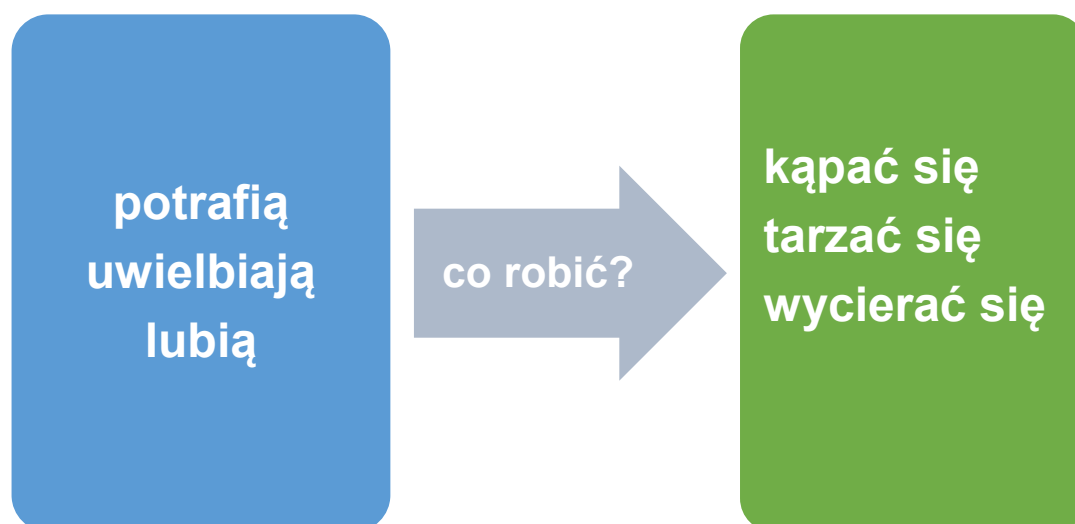 potrafią
uwielbiają
lubią
co robić?
kąpać się
tarzać się
wycierać się